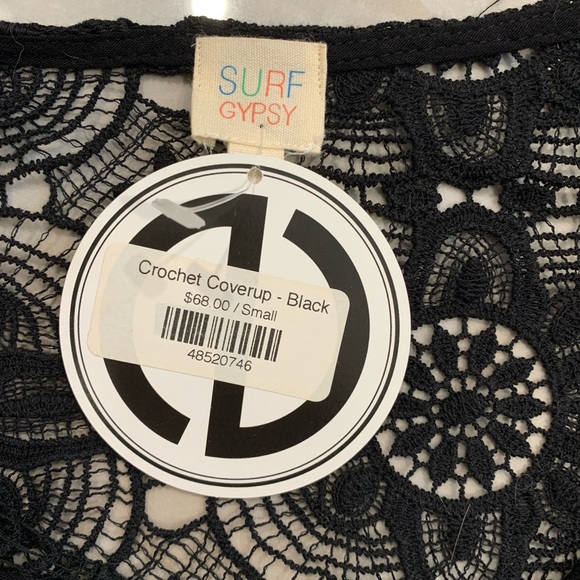 SURF
GYPSY
Crochet Coverup - Black
$68.00 / Small
48520746